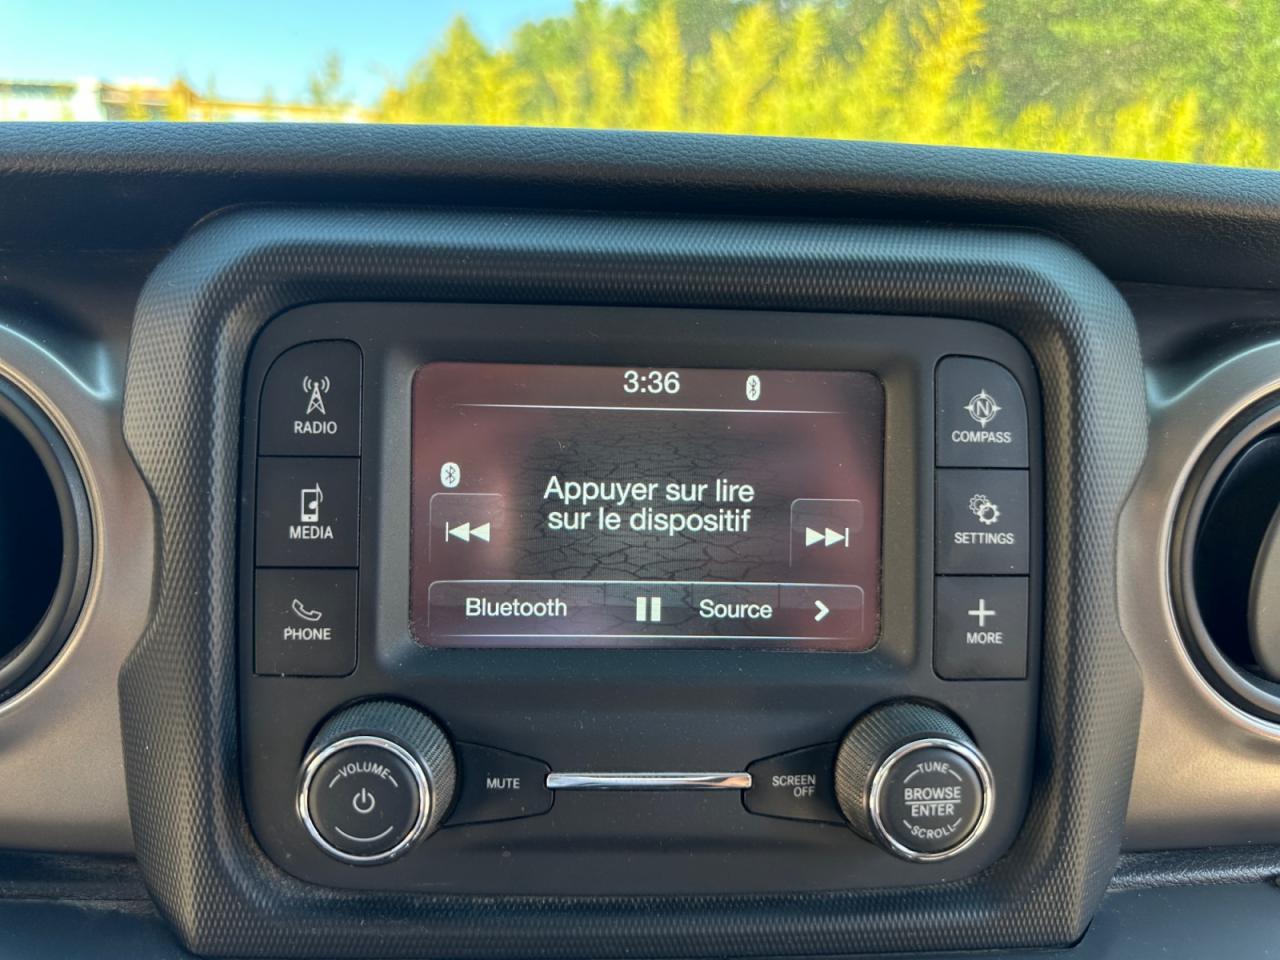 3:36
RADIO
MEDIA
PHONE
Appuyer sur lire
sur le dispositif
Bluetooth
Source
N
COMPASS
SETTINGS
MORE
VOLUME
MUTE
SCREEN
OFF
TUNE
BROWSE
ENTER
SCROLL